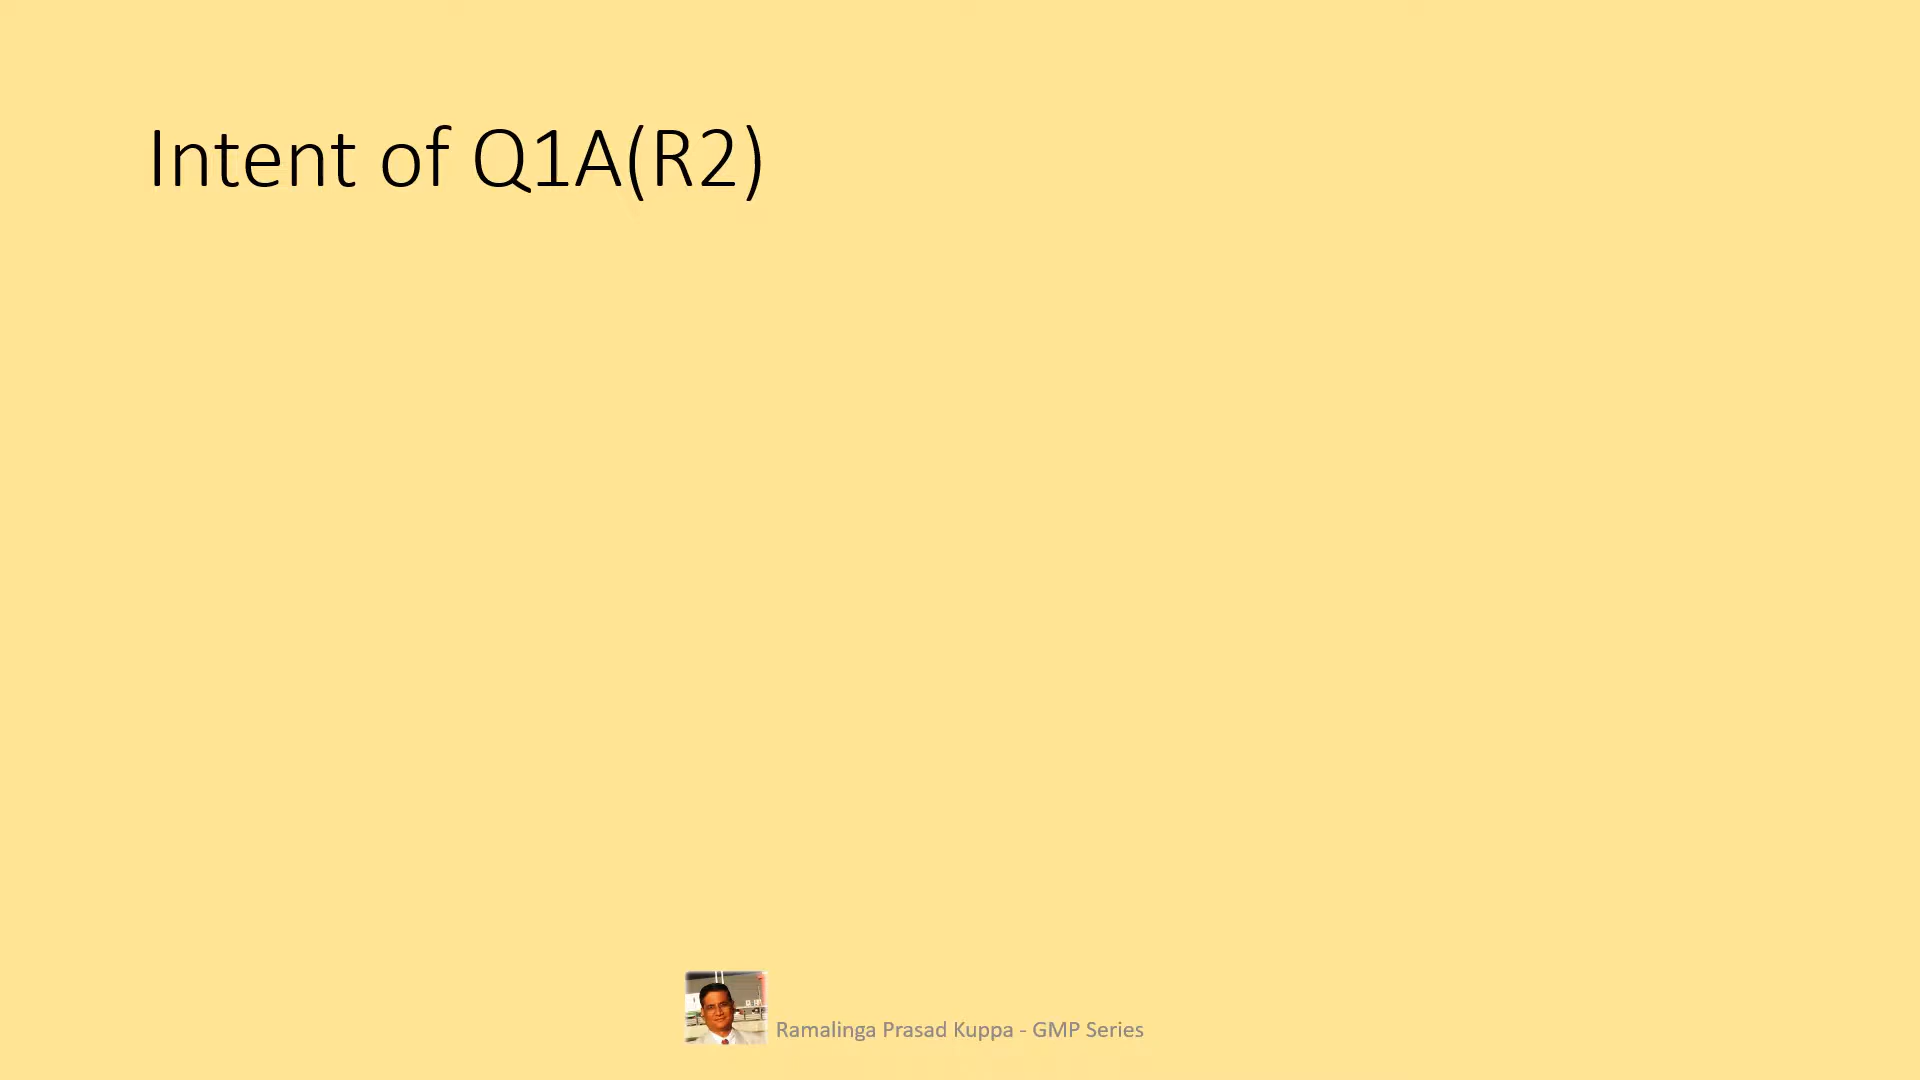 Intent of Q1A(R2)
Ramalinga Prasad Kuppa - GMP Series